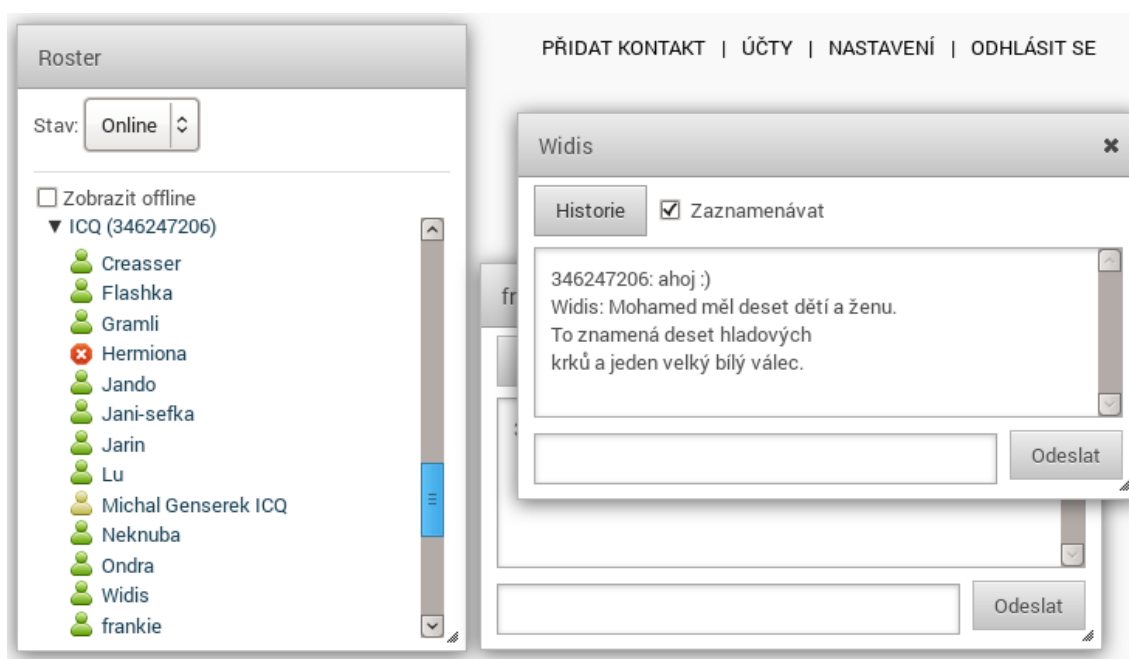 Roster
PŘIDAT KONTAKT | ÚČTY | NASTAVENÍ | ODHLÁSIT SE
Stav: Online
Zobrazit offline
ICQ (346247206)
Creasser
Flashka
Gramli
Hermiona
Jando
Jani-sefka
Jarin
Lu
Michal Genserek ICQ
Neknuba
Ondra
Widis
frankie
Widis
Historie Zaznamenávat
346247206: ahoj :)
Widis: Mohamed měl deset dětí a ženu.
To znamená deset hladových
krků a jeden velký bílý válec.
Odeslat
fr
Odeslat